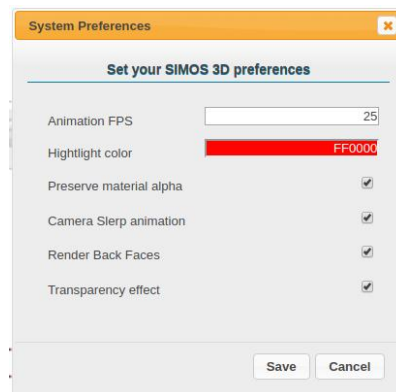 System Preferences
Set your SIMOS 3D preferences
Animation FPS 25
Hightlight color FF0000
Preserve material alpha
Camera Slerp animation
Render Back Faces
Transparency effect
Save Cancel